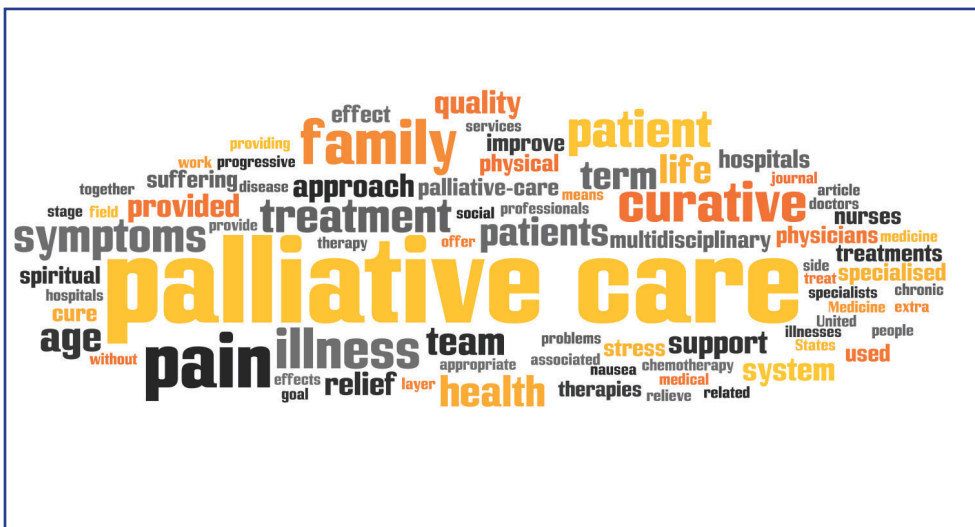 quality
effect
services
family
patient
providing
improve
work progressive
physical
hospitals
together
suffering
disease
approach
palliative-care
means
term
life
journal
stage field
provided
treatment
social
professionals
curative
article
doctors
nurses
symptoms
provide
therapy
offer
patients
multidisciplinary
physicians
medicine
treatments
spiritual
palliative care
side
treat
specialised
hospitals
specialists
chronic
cure
Medicine
extra
United
age
without
pain
illness
team
problems
stress
support
illnesses
States
people
used
effects
goal
relief
layer
appropriate
associated
nausea
chemotherapy
medical
system
health
therapies
relieve
related